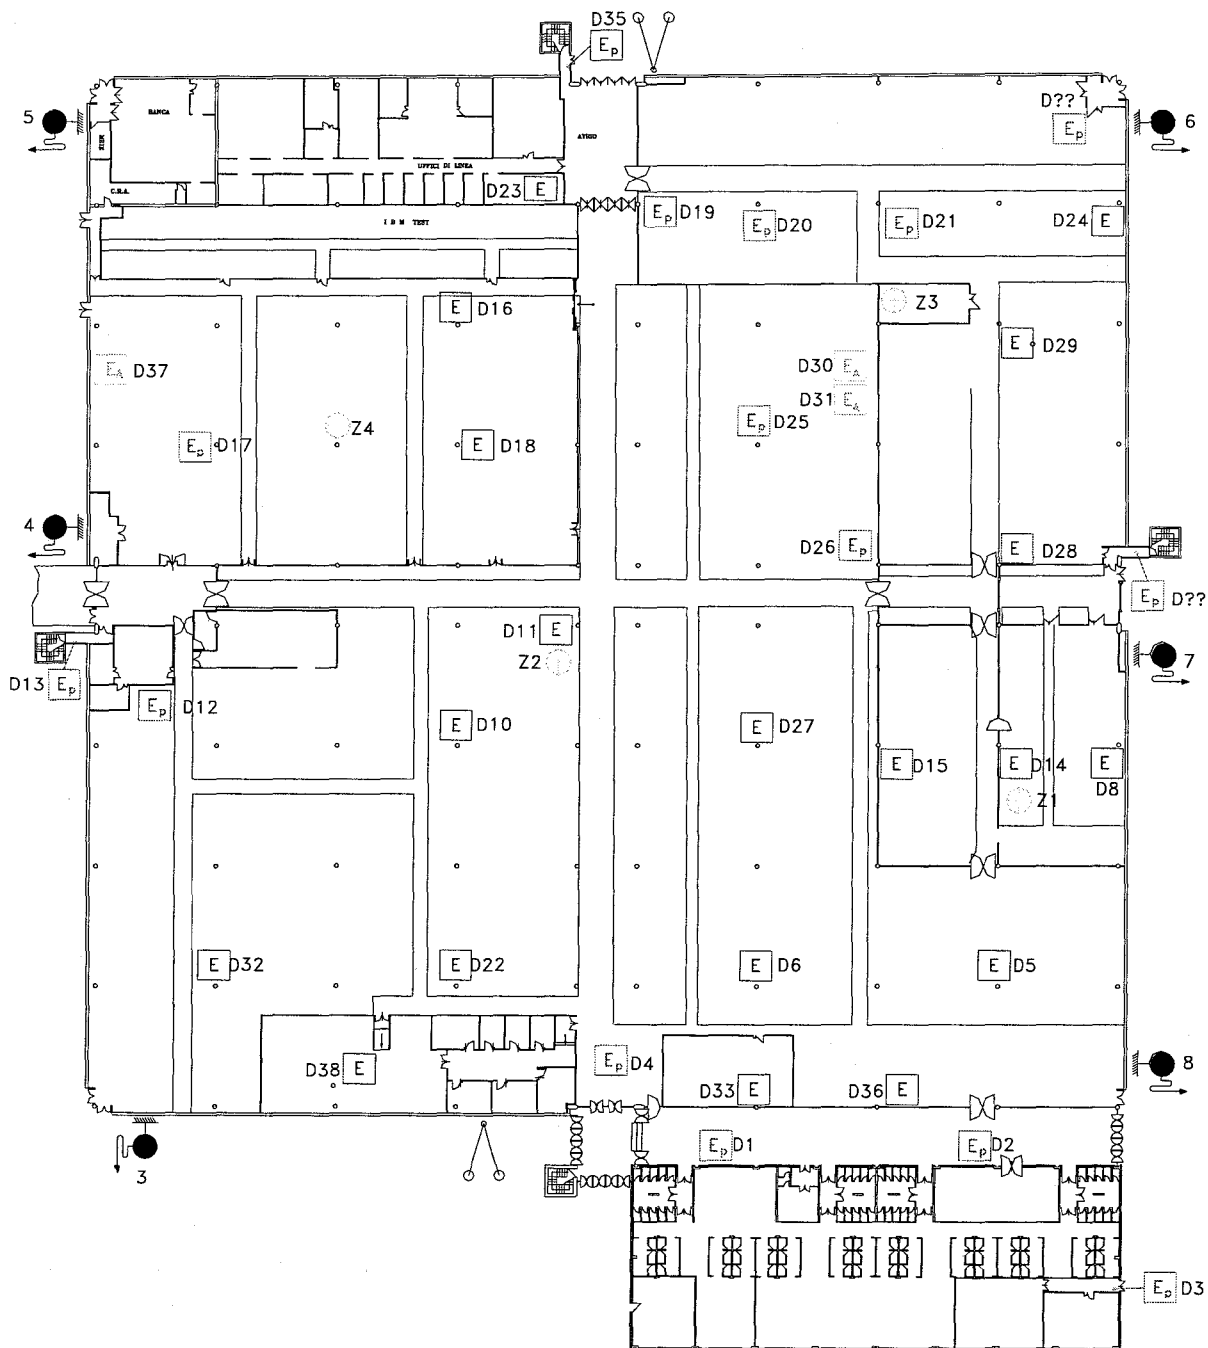 D35
Ep
5
BANCA
ATRIO
D??
Ep
6
UFFICI DI LINEA
C.R.A.
D23 E
Ep D19
Ep D20
Ep D21
D24 E
I B M TEST
E D16
Z3
E D29
EA D37
D30 EA
D31 EA
Ep D17
Z4
E D18
Ep D25
4
D26 Ep
E D28
Ep D??
D11 E
Z2
7
D13 Ep
Ep D12
E D10
E D27
E D15
E D14
E
D8
Z1
E D32
E D22
E D6
E D5
D38 E
Ep D4
D33 E
D36 E
8
3
Ep D1
Ep D2
Ep D3